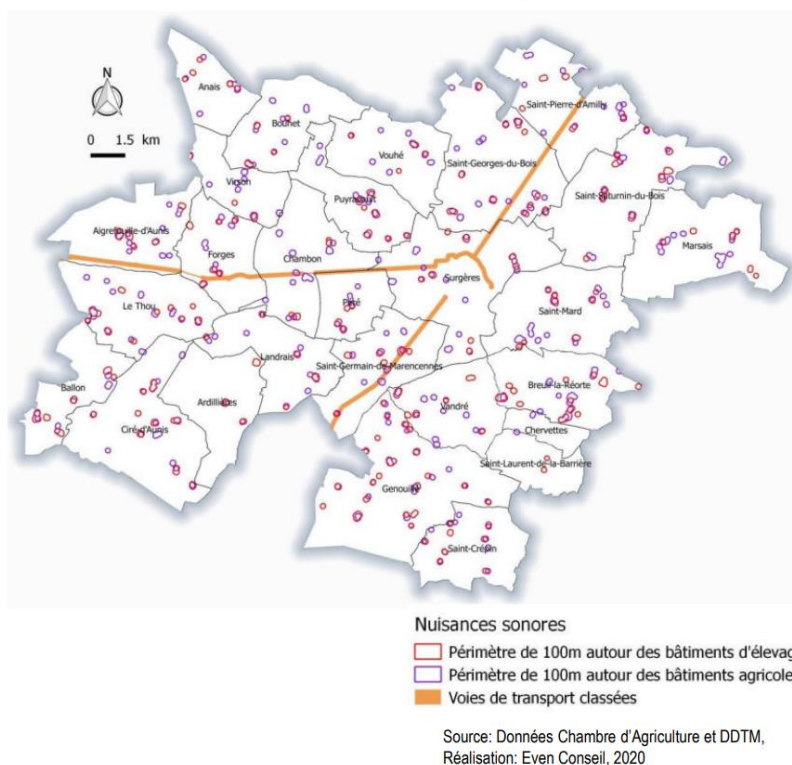 Saint-Pierre-d'Amilly
Anais
N
Bouhet
0 1.5 km
Vouhé
Saint-Georges-du-Bois
Virson
Saint-Saturnin-du-Bois
Puyravault
Aigrefeuille-d'Aunis
Marsais
Forges
Chambon
Surgères
Le Thou
Péré
Saint-Mard
Landrais
Saint-Germain-de-Marencennes
Ballon
Breuil-la-Réorte
Ardillières
Vandré
Ciré-d'Aunis
Chervettes
Saint-Laurent-de-la-Barrière
Genouillé
Saint-Crépin
Nuisances sonores
Périmètre de 100m autour des bâtiments d'élevag
Périmètre de 100m autour des bâtiments agricole
Voies de transport classées
Source: Données Chambre d'Agriculture et DDTM,
Réalisation: Even Conseil, 2020